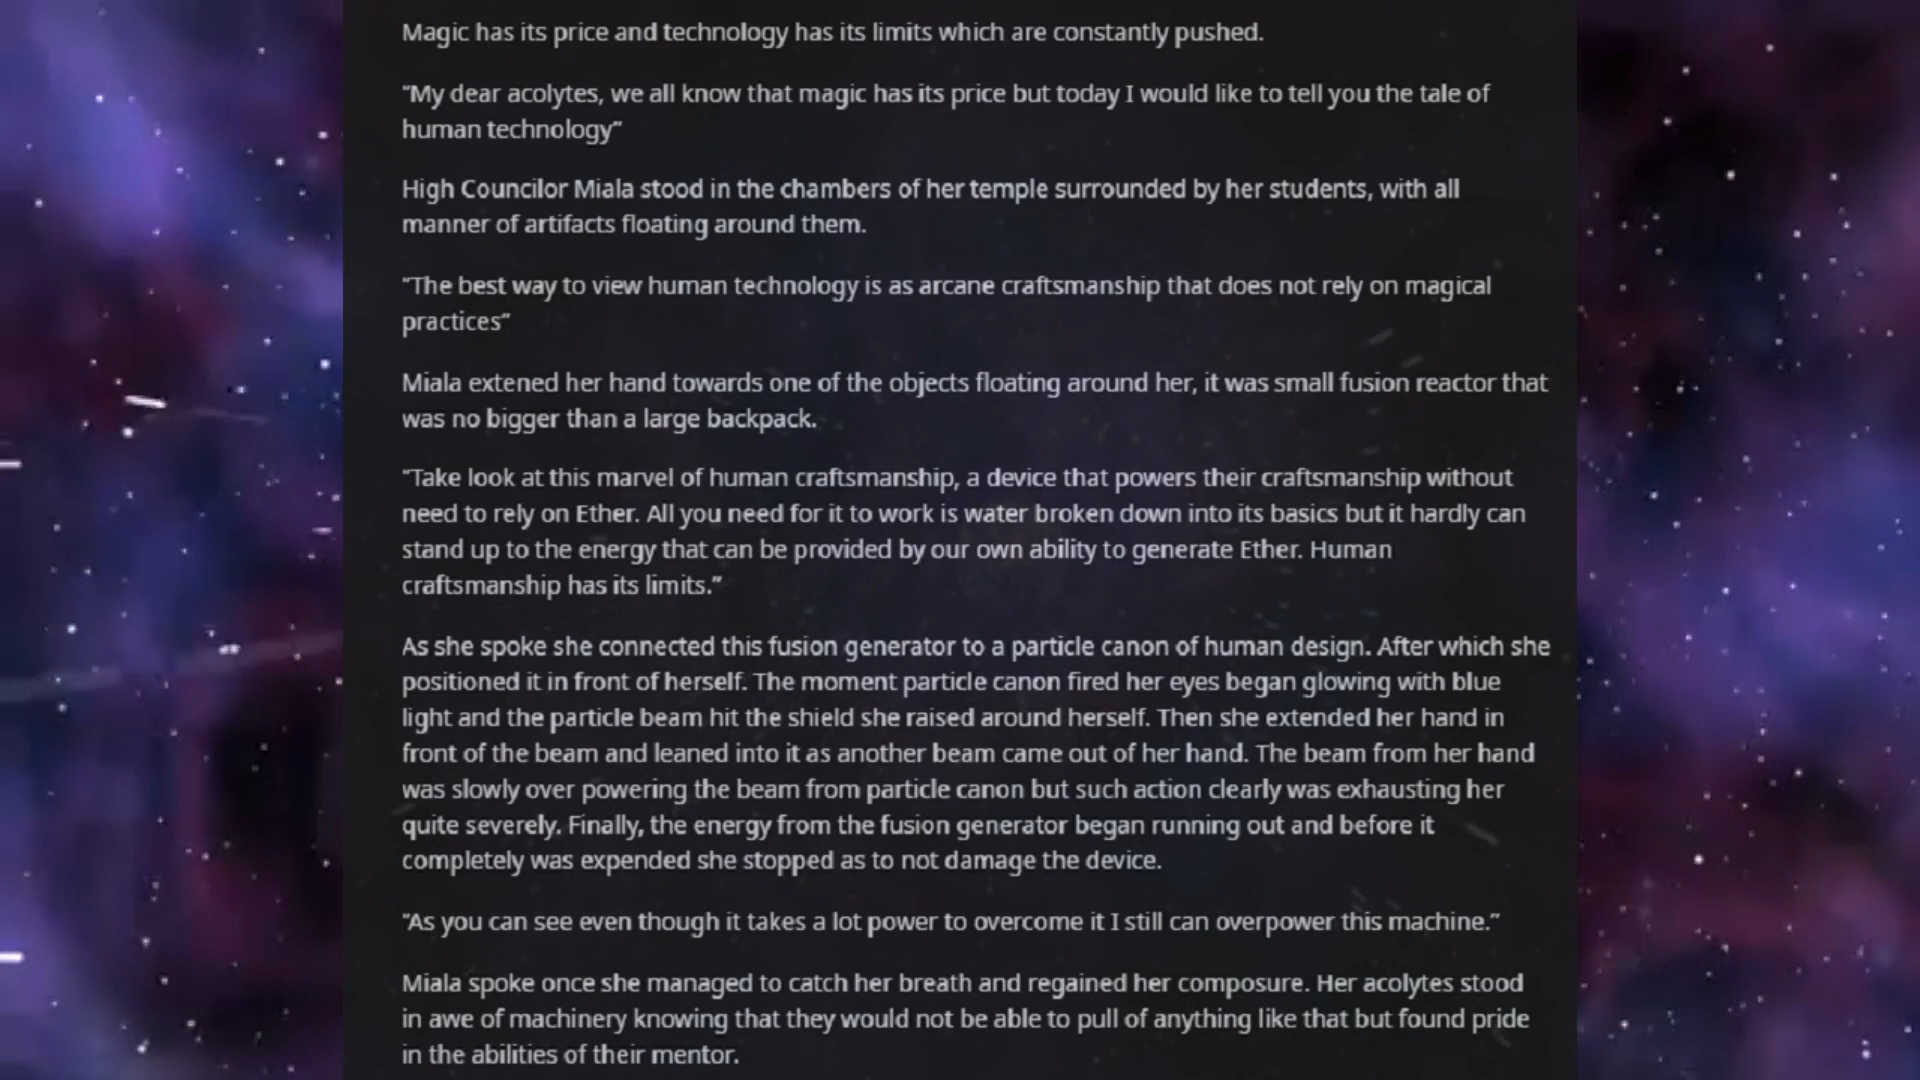 Magic has its price and technology has its limits which are constantly pushed.
“My dear acolytes, we all know that magic has its price but today I would like to tell you the tale of
human technology”
High Councilor Miala stood in the chambers of her temple surrounded by her students, with all
manner of artifacts floating around them.
“The best way to view human technology is as arcane craftsmanship that does not rely on magical
practices”
Miala extened her hand towards one of the objects floating around her, it was small fusion reactor that
was no bigger than a large backpack.
“Take look at this marvel of human craftsmanship, a device that powers their craftsmanship without
need to rely on Ether. All you need for it to work is water broken down into its basics but it hardly can
stand up to the energy that can be provided by our own ability to generate Ether. Human
craftsmanship has its limits.”
As she spoke she connected this fusion generator to a particle canon of human design. After which she
positioned it in front of herself. The moment particle canon fired her eyes began glowing with blue
light and the particle beam hit the shield she raised around herself. Then she extended her hand in
front of the beam and leaned into it as another beam came out of her hand. The beam from her hand
was slowly over powering the beam from particle canon but such action clearly was exhausting her
quite severely. Finally, the energy from the fusion generator began running out and before it
completely was expended she stopped as to not damage the device.
“As you can see even though it takes a lot power to overcome it I still can overpower this machine.”
Miala spoke once she managed to catch her breath and regained her composure. Her acolytes stood
in awe of machinery knowing that they would not be able to pull of anything like that but found pride
in the abilities of their mentor.